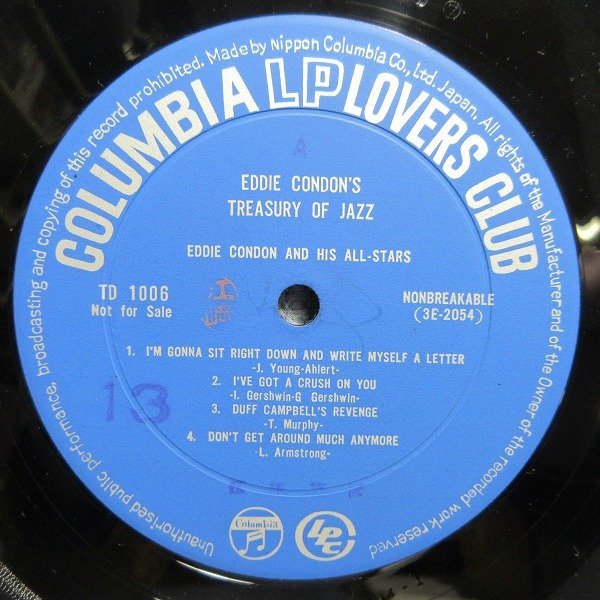 Unauthorised public performance, broadcasting and copying of this record prohibited. Made by Nippon Columbia Co., Ltd. Japan. All rights of the Manufacturer and of the Owner of the recorded work reserved.
COLUMBIA LP LOVERS CLUB
A
EDDIE CONDON'S
TREASURY OF JAZZ
EDDIE CONDON AND HIS ALL-STARS
TD 1006
Not for Sale
NONBREAKABLE
(3E-2054)
1. I'M GONNA SIT RIGHT DOWN AND WRITE MYSELF A LETTER
-J. Young-Ahlert-
2. I'VE GOT A CRUSH ON YOU
-I. Gershwin-G Gershwin-
3. DUFF CAMPBELL'S REVENGE
-T. Murphy-
4. DON'T GET AROUND MUCH ANYMORE
-L. Armstrong-
13
Columbia
LPC